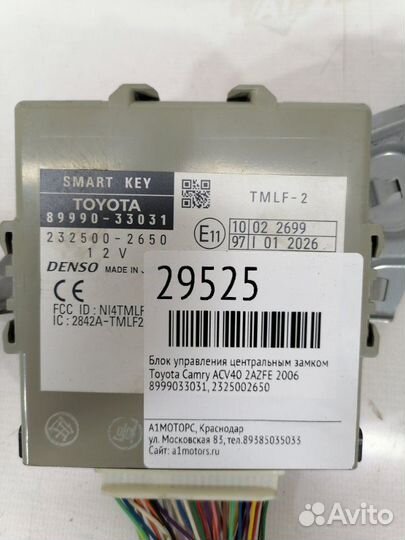 SMART KEY
TOYOTA
89990-33031
232500-2650
12V
DENSO MADE IN J
TMLF-2
E11
10 02 2699
97 I 01 2026
FCC ID : NI4TMLF
IC : 2842A-TMLF2
29525
Блок управления центральным замком
Toyota Camry ACV40 2AZFE 2006
8999033031, 2325002650
А1МОТОРС, Краснодар
ул. Московская 83, тел.89385035033
Сайт: a1motors.ru
Avito